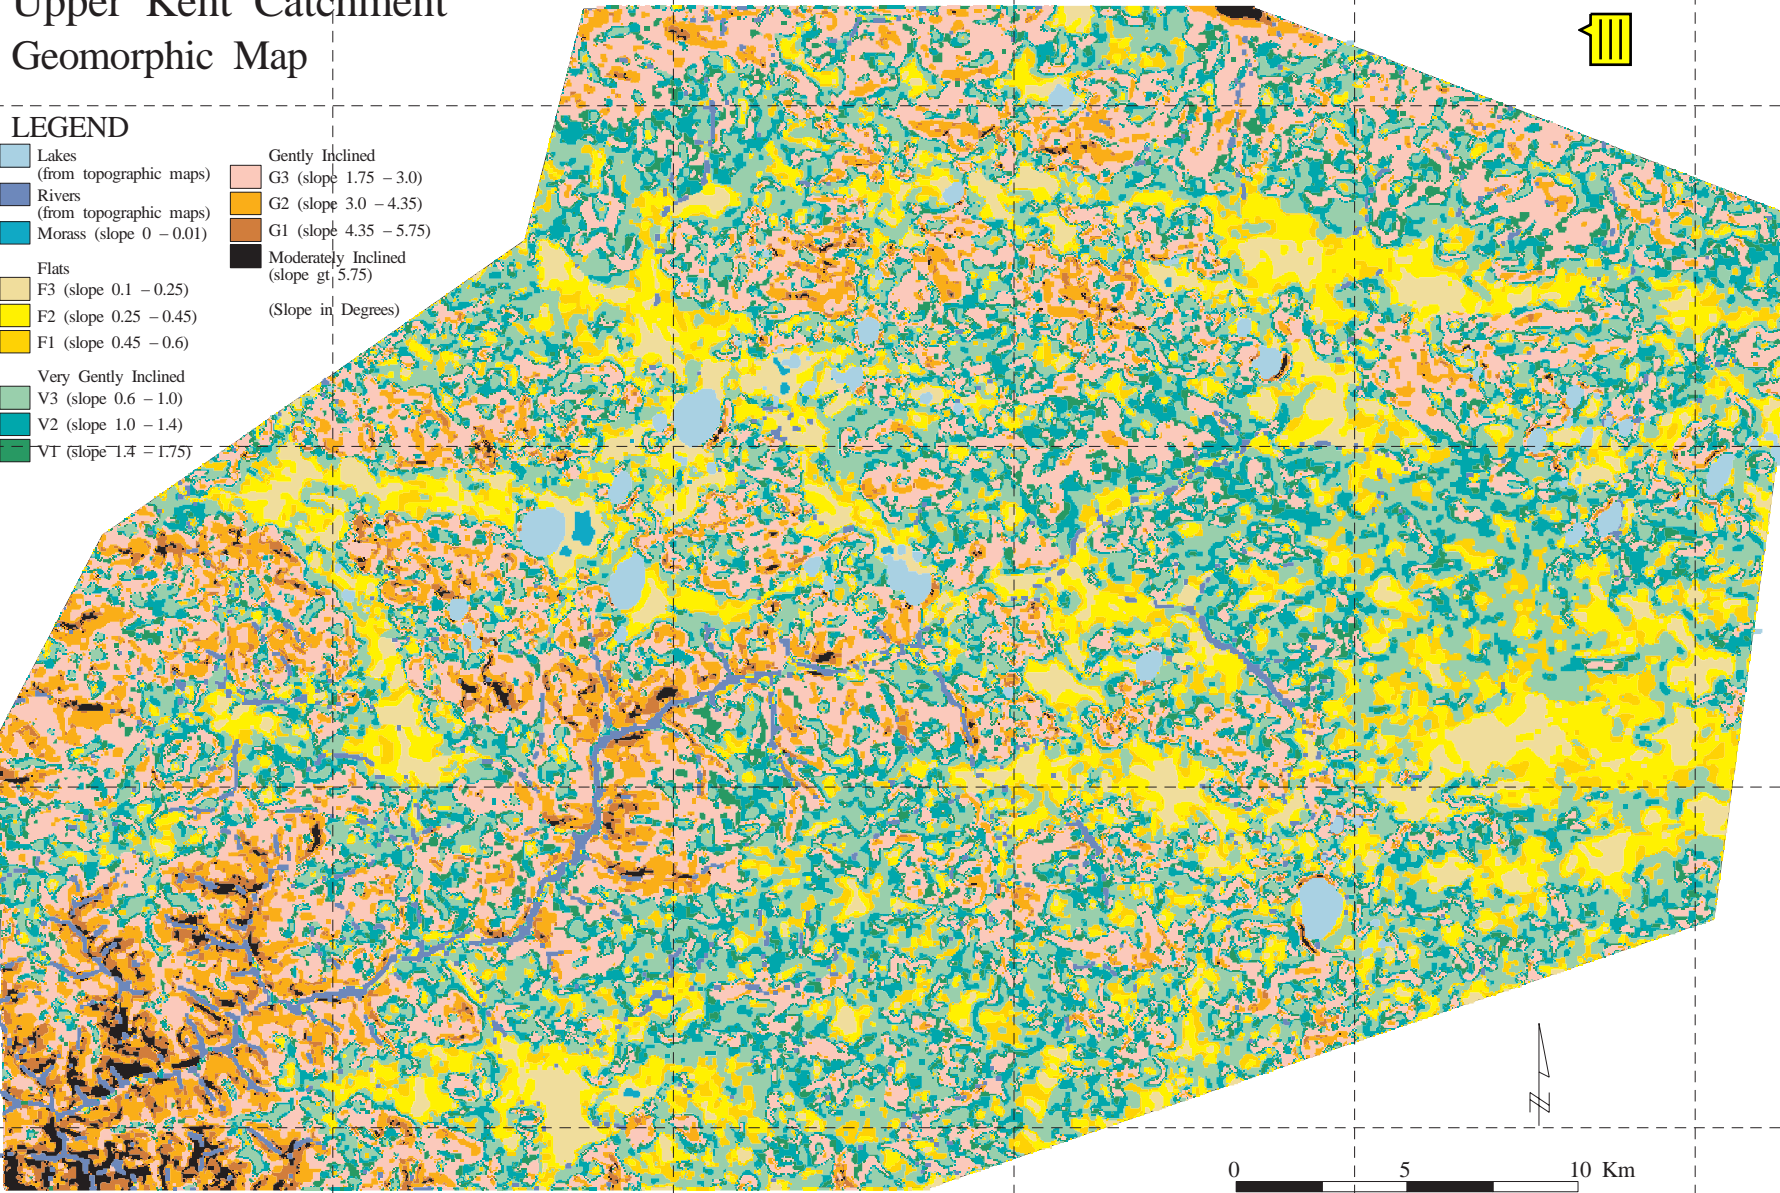 Upper Kent Catchment
Geomorphic Map
LEGEND
Lakes
(from topographic maps)
Rivers
(from topographic maps)
Morass (slope 0 – 0.01)
Flats
F3 (slope 0.1 – 0.25)
F2 (slope 0.25 – 0.45)
F1 (slope 0.45 – 0.6)
Very Gently Inclined
V3 (slope 0.6 – 1.0)
V2 (slope 1.0 – 1.4)
V1 (slope 1.4 – 1.75)
Gently Inclined
G3 (slope 1.75 – 3.0)
G2 (slope 3.0 – 4.35)
G1 (slope 4.35 – 5.75)
Moderately Inclined
(slope gt 5.75)
(Slope in Degrees)
0 5 10 Km